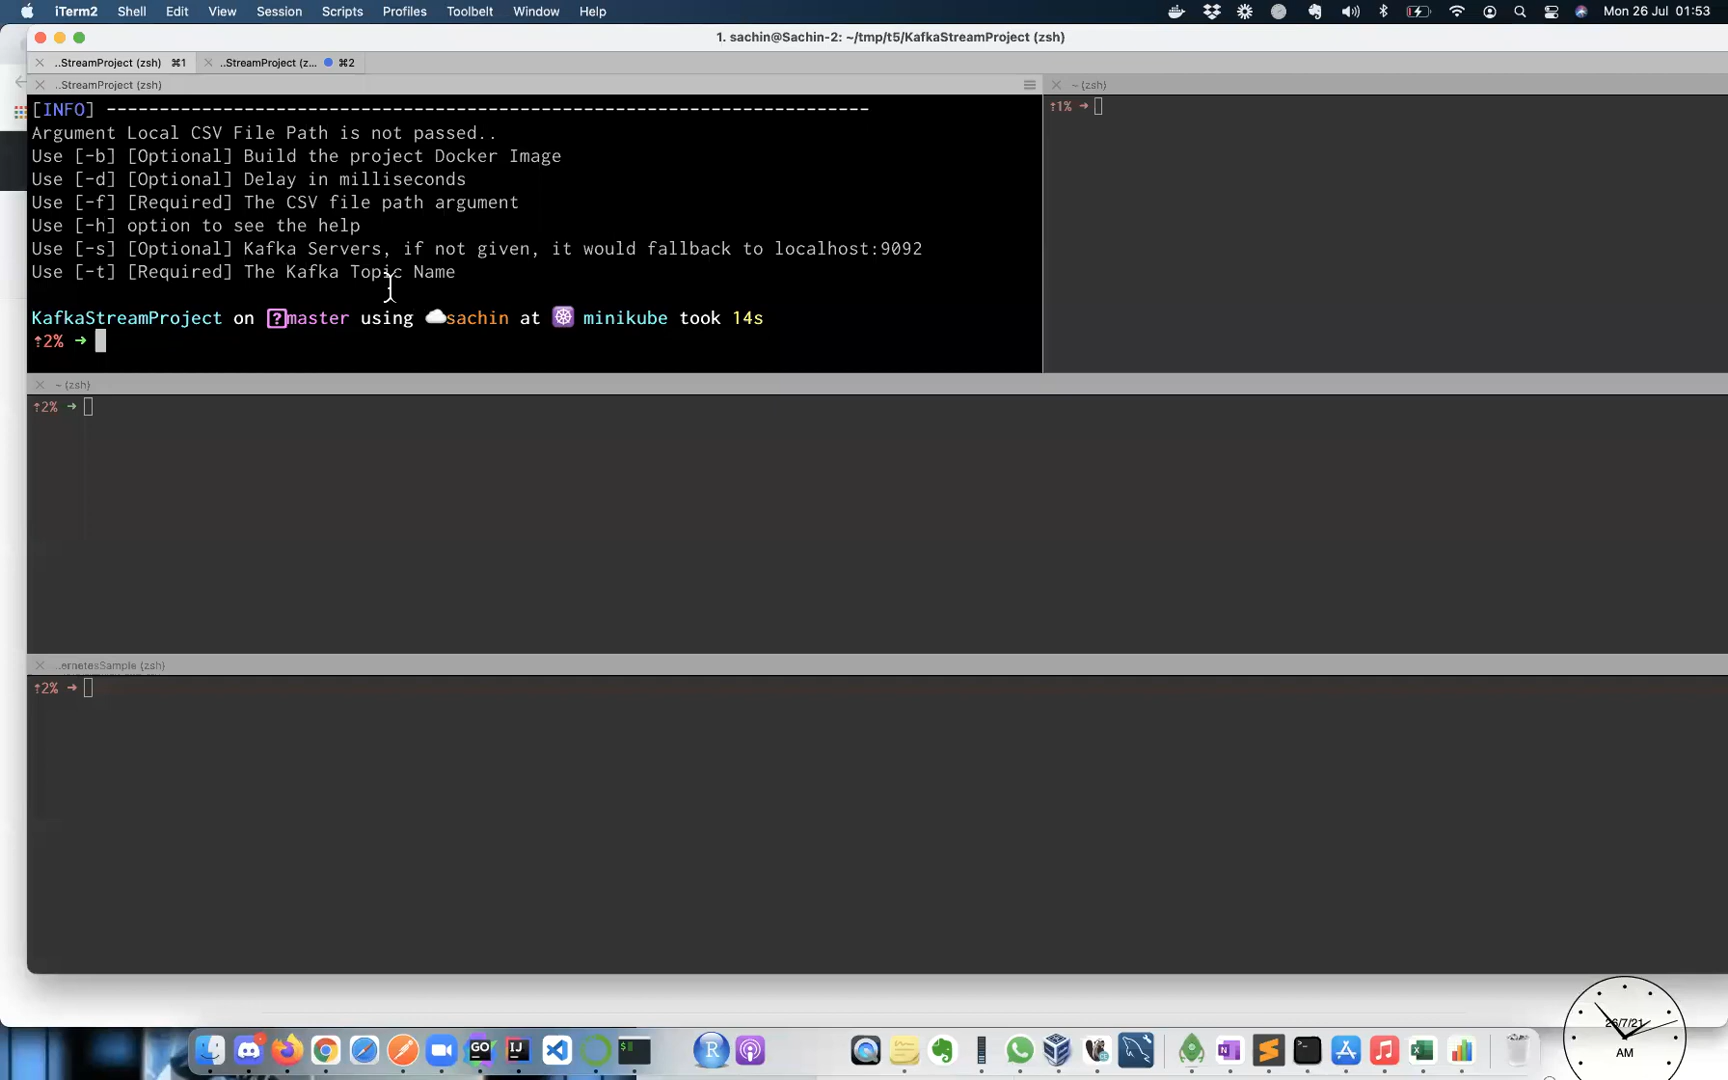 iTerm2 Shell Edit View Session Scripts Profiles Toolbelt Window Help Mon 26 Jul 01:53
1. sachin@Sachin-2: ~/tmp/t5/KafkaStreamProject (zsh)
..StreamProject (zsh) ⌘1 ..StreamProject (z... ⌘2
..StreamProject (zsh) ~ (zsh)
[INFO] ------------------------------------------------------------------------
Argument Local CSV File Path is not passed..
Use [-b] [Optional] Build the project Docker Image
Use [-d] [Optional] Delay in milliseconds
Use [-f] [Required] The CSV file path argument
Use [-h] option to see the help
Use [-s] [Optional] Kafka Servers, if not given, it would fallback to localhost:9092
Use [-t] [Required] The Kafka Topic Name
KafkaStreamProject on ?master using sachin at minikube took 14s
⇡2% ➜
⇡1% ➜
~ (zsh)
⇡2% ➜
..ernetesSample (zsh)
⇡2% ➜
GO
IJ
R
26/7/21
AM